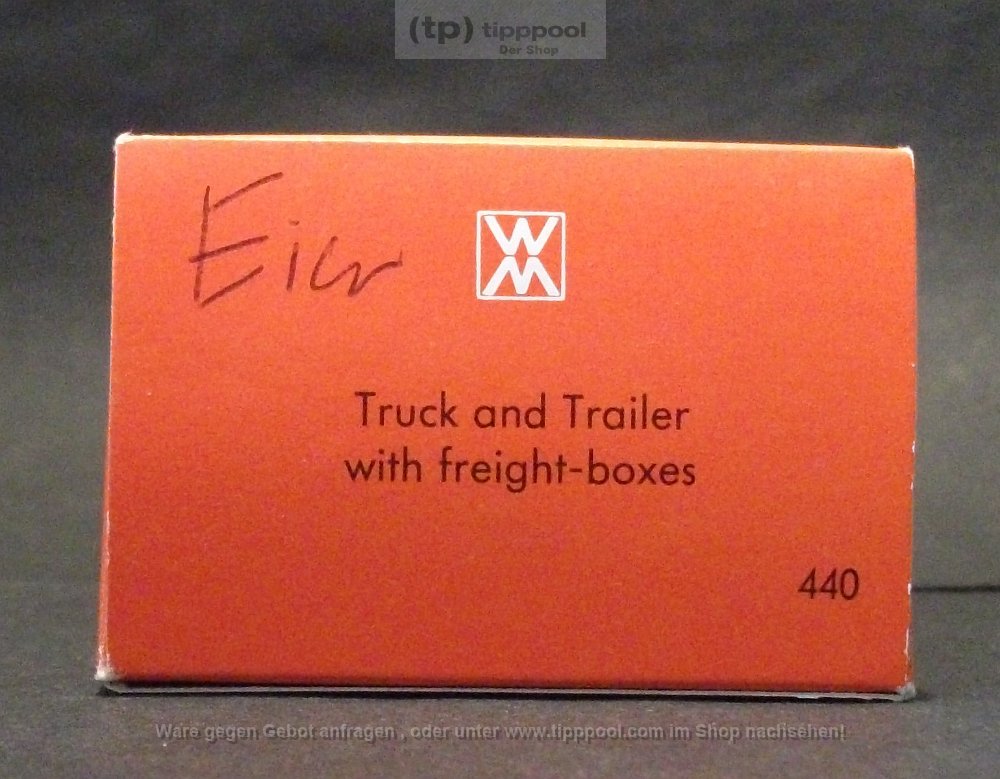 (tp) tipppool
Der Shop
Eier
WM
Truck and Trailer
with freight-boxes
440
Ware gegen Gebot anfragen , oder unter www.tipppool.com im Shop nachsehen!